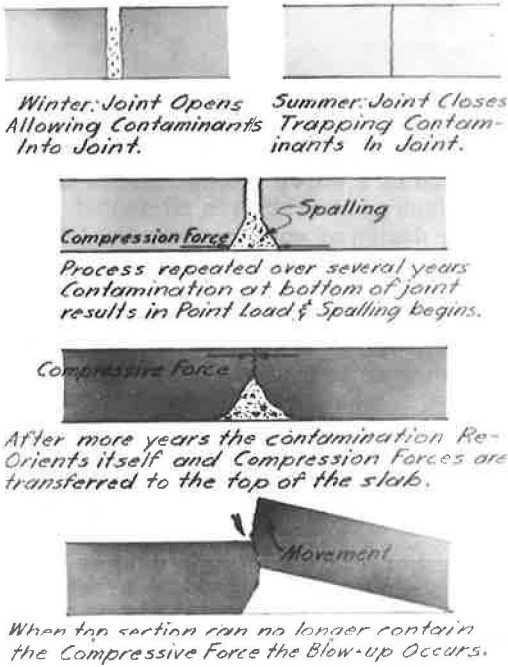 Winter: Joint Opens
Allowing Contaminants
Into Joint.
Summer: Joint Closes
Trapping Contam-
inants In Joint.
Spalling
Compression Force
Process repeated over several years
Contamination at bottom of joint
results in Point Load & Spalling begins.
Compressive Force
After more years the contamination Re-
Orients itself and Compression Forces are
transferred to the top of the slab.
Movement
When top section can no longer contain
the Compressive Force the Blow-up Occurs.